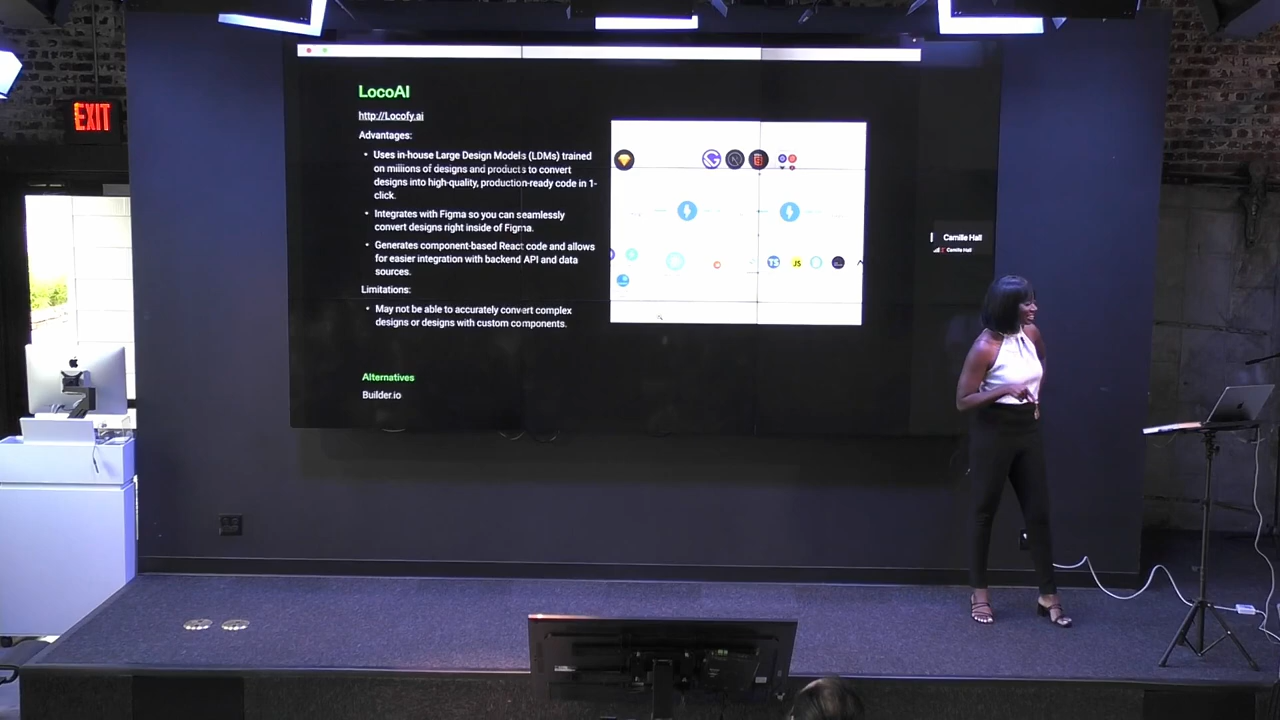 EXIT
LocoAI
http://Locofy.ai
Advantages:
• Uses in-house Large Design Models (LDMs) trained
on millions of designs and products to convert
designs into high-quality, production-ready code in 1-
click.
• Integrates with Figma so you can seamlessly
convert designs right inside of Figma.
• Generates component-based React code and allows
for easier integration with backend API and data
sources.
Limitations:
• May not be able to accurately convert complex
designs or designs with custom components.
Alternatives
Builder.io
TS
JS
Camille Hall
Camille Hall